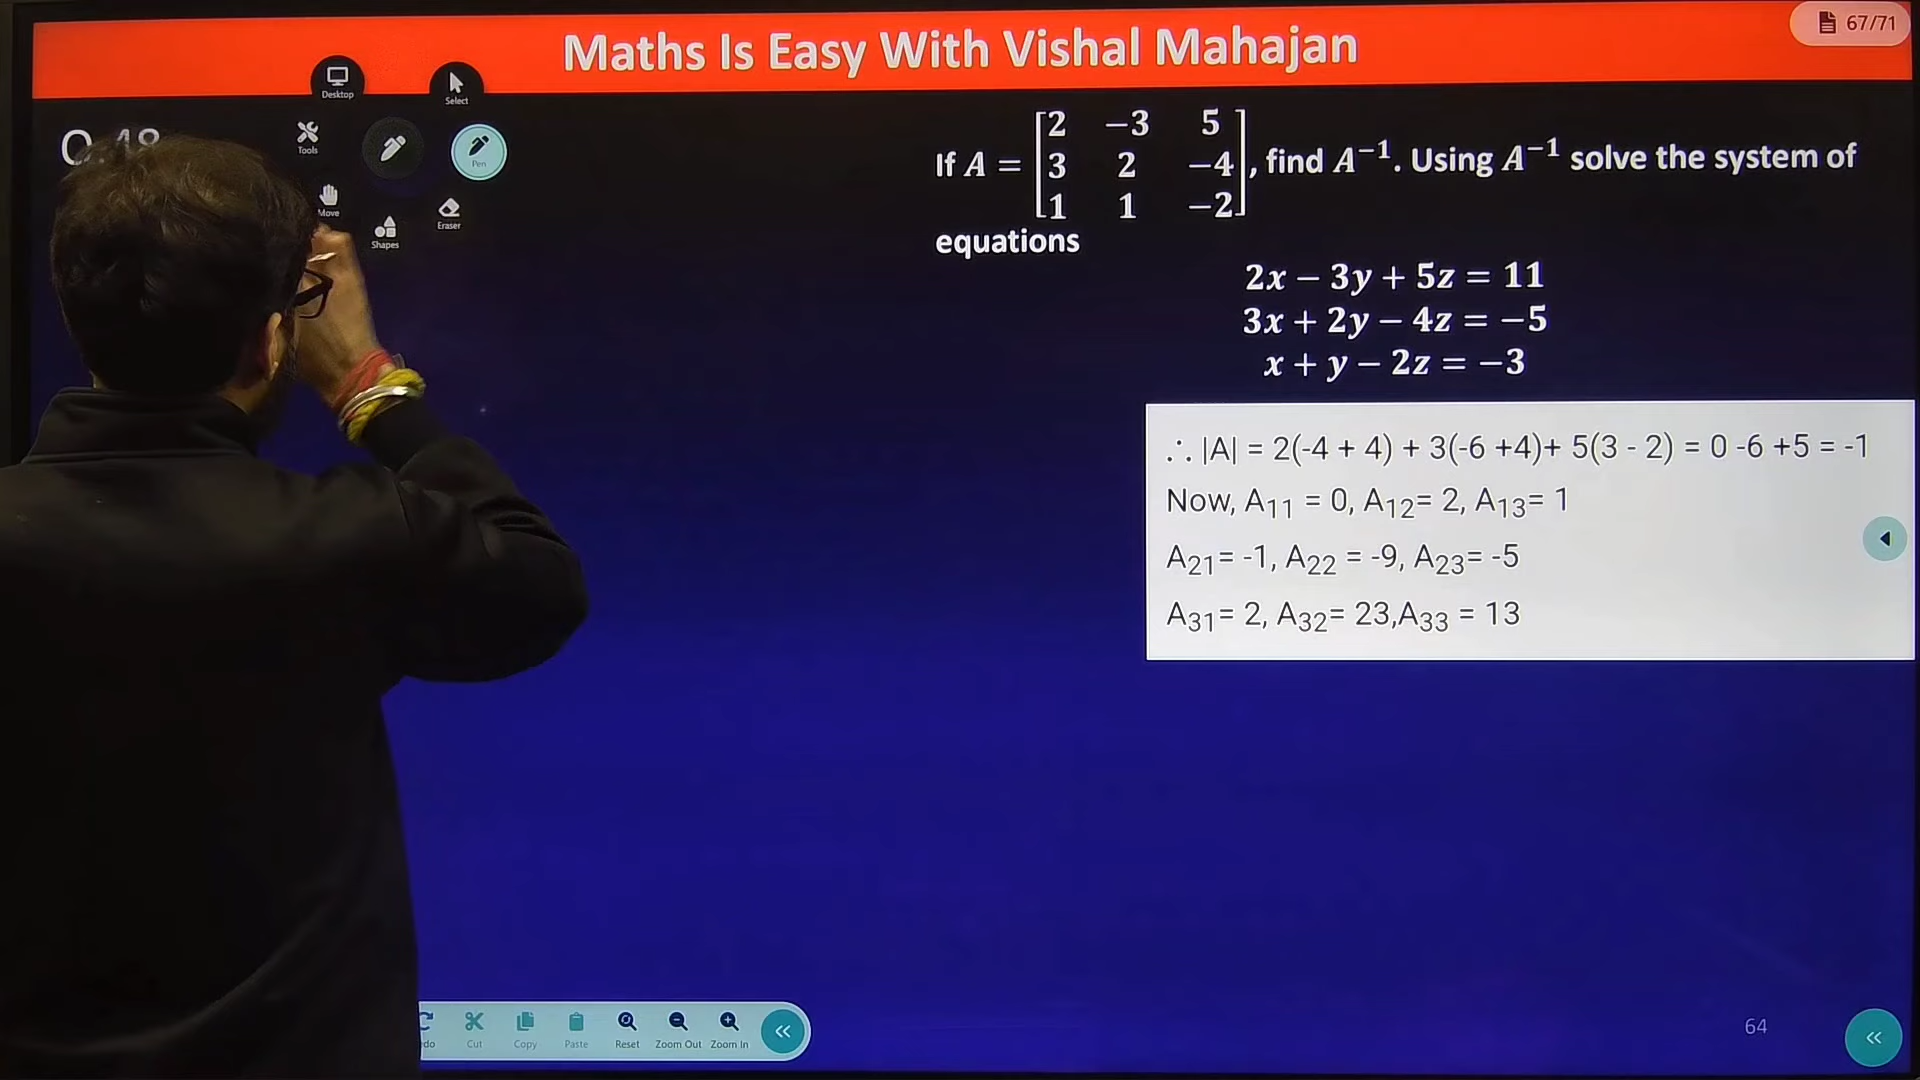 67/71
Maths Is Easy With Vishal Mahajan
Desktop
Select
Tools
Pen
Move
Shapes
Eraser
If A = [2 −3 5
3 2 −4
1 1 −2], find A⁻¹. Using A⁻¹ solve the system of
equations
2x − 3y + 5z = 11
3x + 2y − 4z = −5
x + y − 2z = −3
∴ |A| = 2(-4 + 4) + 3(-6 +4)+ 5(3 - 2) = 0 -6 +5 = -1
Now, A₁₁ = 0, A₁₂= 2, A₁₃= 1
A₂₁= -1, A₂₂ = -9, A₂₃= -5
A₃₁= 2, A₃₂= 23,A₃₃ = 13
Cut
Copy
Paste
Reset
Zoom Out
Zoom In
64